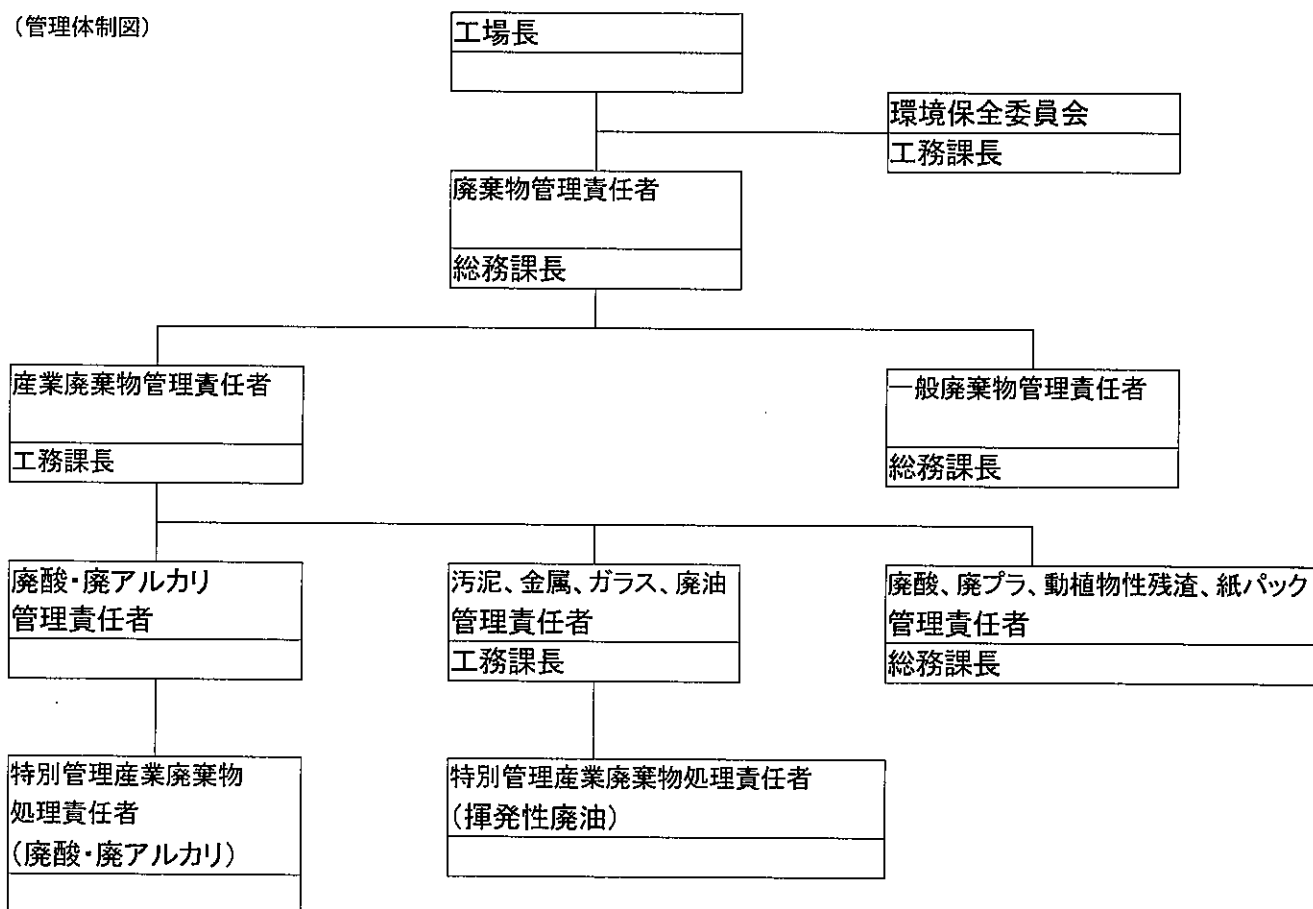 （管理体制図）
工場長
環境保全委員会
工務課長
廃棄物管理責任者
総務課長
産業廃棄物管理責任者
工務課長
一般廃棄物管理責任者
総務課長
廃酸・廃アルカリ
管理責任者
汚泥、金属、ガラス、廃油
管理責任者
工務課長
廃酸、廃プラ、動植物性残渣、紙パック
管理責任者
総務課長
特別管理産業廃棄物
処理責任者
（廃酸・廃アルカリ）
特別管理産業廃棄物処理責任者
（揮発性廃油）